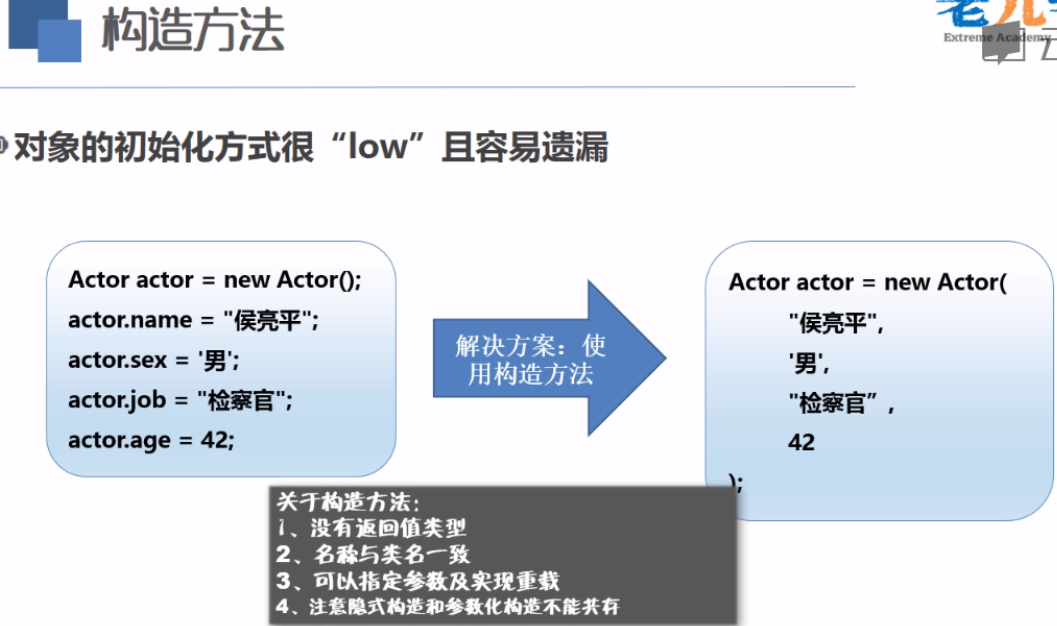 构造方法
Extreme Academy
对象的初始化方式很“low”且容易遗漏
Actor actor = new Actor();
actor.name = "侯亮平";
actor.sex = '男';
actor.job = "检察官";
actor.age = 42;
解决方案：使
用构造方法
Actor actor = new Actor(
"侯亮平",
'男',
"检察官”,
42
);
关于构造方法：
1、没有返回值类型
2、名称与类名一致
3、可以指定参数及实现重载
4、注意隐式构造和参数化构造不能共存